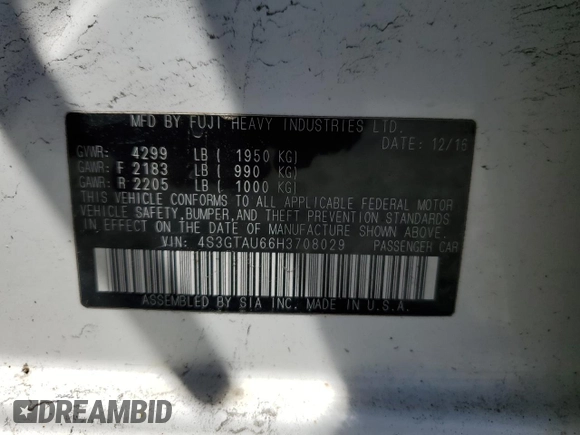 MFD BY FUJI HEAVY INDUSTRIES LTD.
DATE: 12/16
GVWR: 4299 LB ( 1950 KG)
GAWR: F 2183 LB ( 990 KG)
GAWR: R 2205 LB ( 1000 KG)
THIS VEHICLE CONFORMS TO ALL APPLICABLE FEDERAL MOTOR
VEHICLE SAFETY,BUMPER,AND THEFT PREVENTION STANDARDS
IN EFFECT ON THE DATE OF MANUFACTURE SHOWN ABOVE.
VIN: 4S3GTAU66H3708029 PASSENGER CAR
ASSEMBLED BY SIA INC. MADE IN U.S.A.
DREAMBID